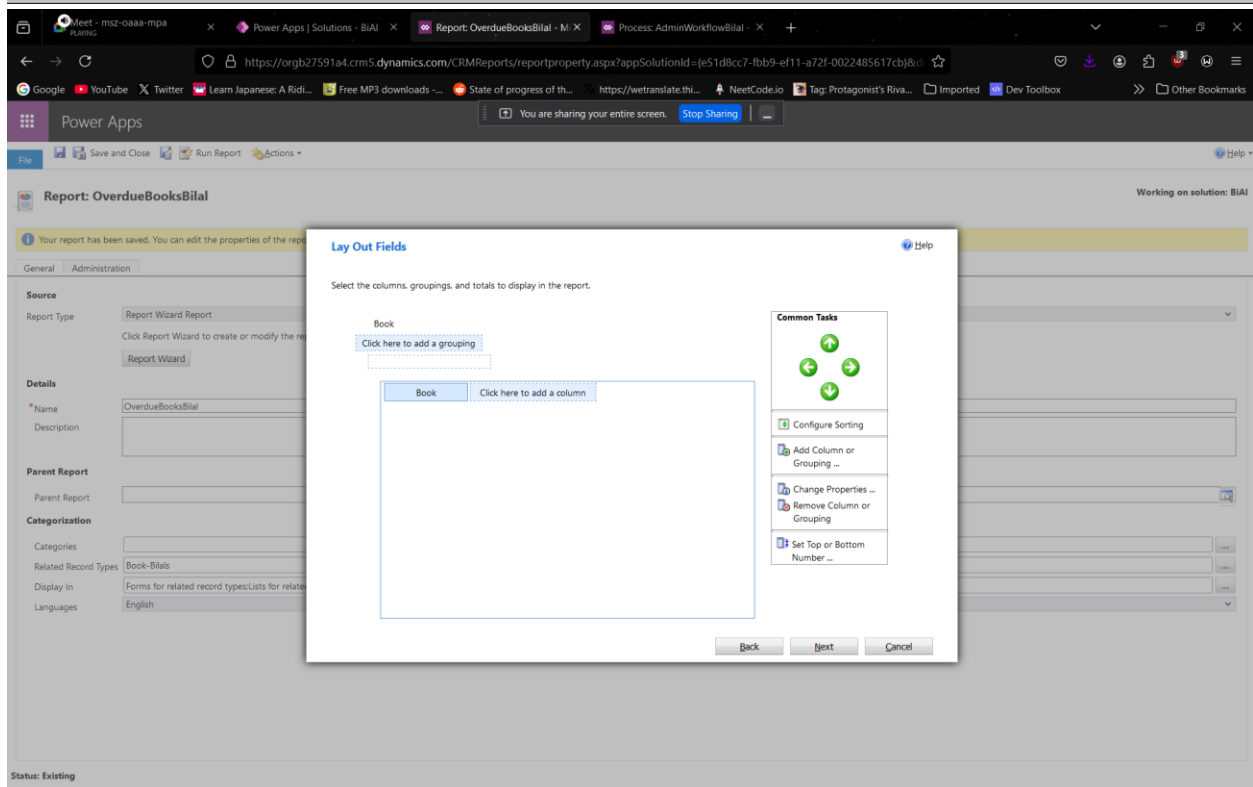 Meet - msz-oaaa-mpa
PLAYING
Power Apps | Solutions - BiAI
Report: OverdueBooksBilal - Mi
Process: AdminWorkflowBilal -
https://orgb27591a4.crm5.dynamics.com/CRMReports/reportproperty.aspx?appSolutionId={e51d8cc7-fbb9-ef11-a72f-0022485617cb}&d
3
Google
YouTube
Twitter
Learn Japanese: A Ridi...
Free MP3 downloads -...
State of progress of th...
https://wetranslate.thi...
NeetCode.io
Tag: Protagonist's Riva...
Imported
Dev Toolbox
Other Bookmarks
Power Apps
You are sharing your entire screen. Stop Sharing
File
Save and Close
Run Report
Actions
Help
Report: OverdueBooksBilal
Working on solution: BiAI
Your report has been saved. You can edit the properties of the repo
General Administration
Source
Report Type Report Wizard Report
Click Report Wizard to create or modify the re
Report Wizard
Details
*Name OverdueBooksBilal
Description
Parent Report
Parent Report
Categorization
Categories
...
Related Record Types Book-Bilals
...
Display In Forms for related record types;Lists for relate
...
Languages English
Status: Existing
Lay Out Fields
Help
Select the columns, groupings, and totals to display in the report.
Book
Click here to add a grouping
Book Click here to add a column
Common Tasks
Configure Sorting
Add Column or
Grouping ...
Change Properties ...
Remove Column or
Grouping
Set Top or Bottom
Number ...
Back Next Cancel